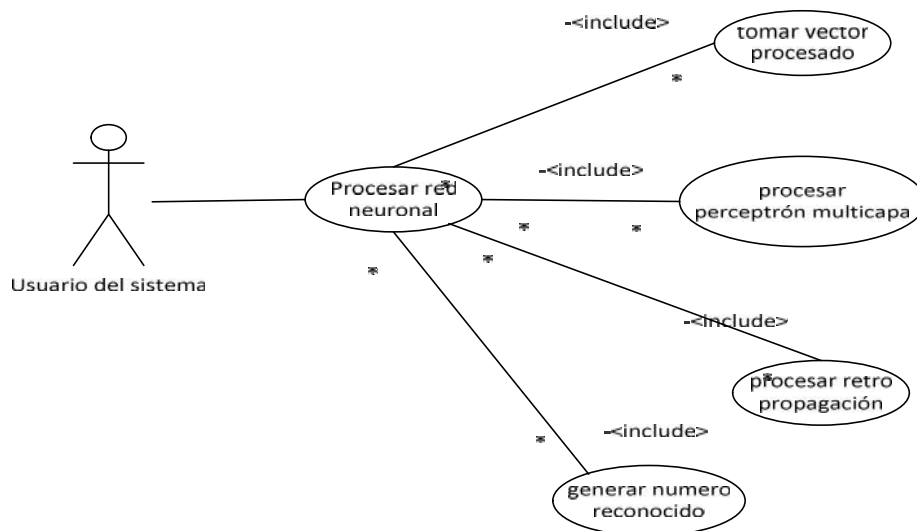 -<include>
tomar vector
procesado
*
-<include>
Procesar red
neuronal
*
procesar
perceptrón multicapa
*
*
*
*
Usuario del sistema
-<include>
procesar retro
propagación
*
-<include>
*
generar numero
reconocido